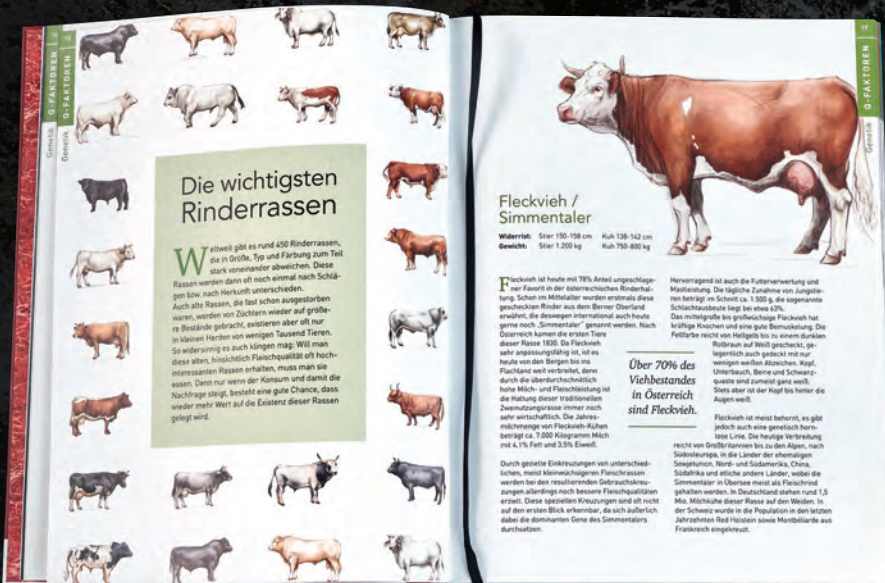 Q-FAKTOREN
Genetik
Q-FAKTOREN
Genetik
Die wichtigsten
Rinderrassen
Weltweit gibt es rund 450 Rinderrassen,
die in Größe, Typ und Färbung zum Teil
stark voneinander abweichen. Diese
Rassen werden dann oft noch einmal nach Schlä-
gen bzw. nach Herkunft unterschieden.
Auch alte Rassen, die fast schon ausgestorben
waren, werden von Züchtern wieder auf größe-
re Bestände gebracht, existieren aber oft nur
in kleinen Herden von wenigen Tausend Tieren.
So widersinnig es auch klingen mag: Will man
diese alten, hinsichtlich Fleischqualität oft hoch-
interessanten Rassen erhalten, muss man sie
essen. Denn nur wenn der Konsum und damit die
Nachfrage steigt, besteht eine gute Chance, dass
wieder mehr Wert auf die Existenz dieser Rassen
gelegt wird.
Q-FAKTOREN
Genetik
Fleckvieh /
Simmentaler
Widerrist: Stier 150-158 cm Kuh 138-142 cm
Gewicht: Stier 1.200 kg Kuh 750-800 kg
Fleckvieh ist heute mit 78% Anteil ungeschlage-
ner Favorit in der österreichischen Rinderhal-
tung. Schon im Mittelalter wurden erstmals diese
gescheckten Rinder aus dem Berner Oberland
erwähnt, die deswegen international auch heute
gerne noch „Simmentaler" genannt werden. Nach
Österreich kamen die ersten Tiere
dieser Rasse 1830. Da Fleckvieh
sehr anpassungsfähig ist, ist es
heute von den Bergen bis ins
Flachland weit verbreitet, denn
durch die überdurchschnittlich
hohe Milch- und Fleischleistung ist
die Haltung dieser traditionellen
Zweinutzungsrasse immer noch
sehr wirtschaftlich. Die Jahres-
milchmenge von Fleckvieh-Kühen
beträgt ca. 7.000 Kilogramm Milch
mit 4,1% Fett und 3,5% Eiweiß.
Durch gezielte Einkreuzungen von unterschied-
lichen, meist kleinwüchsigeren Fleischrassen
werden bei den resultierenden Gebrauchskreu-
zungen allerdings noch bessere Fleischqualitäten
erzielt. Diese speziellen Kreuzungen sind oft nicht
auf den ersten Blick erkennbar, da sich äußerlich
dabei die dominanten Gene des Simmentalers
durchsetzen.
Über 70% des
Viehbestandes
in Österreich
sind Fleckvieh.
Hervorragend ist auch die Futterverwertung und
Mastleistung. Die tägliche Zunahme von Jungstie-
ren beträgt im Schnitt ca. 1.500 g, die sogenannte
Schlachtausbeute liegt bei etwa 63%.
Das mittelgroße bis großwüchsige Fleckvieh hat
kräftige Knochen und eine gute Bemuskelung. Die
Fellfarbe reicht von Hellgelb bis zu einem dunklen
Rotbraun auf Weiß gescheckt, ge-
legentlich auch gedeckt mit nur
wenigen weißen Abzeichen. Kopf,
Unterbauch, Beine und Schwanz-
quaste sind zumeist ganz weiß.
Stets aber ist der Kopf bis hinter die
Augen weiß.
Fleckvieh ist meist behornt, es gibt
jedoch auch eine genetisch horn-
lose Linie. Die heutige Verbreitung
reicht von Großbritannien bis zu den Alpen, nach
Südosteuropa, in die Länder der ehemaligen
Sowjetunion, Nord- und Südamerika, China,
Südafrika und etliche andere Länder, wobei die
Simmentaler in Übersee meist als Fleischrind
gehalten werden. In Deutschland stehen rund 1,5
Mio. Milchkühe dieser Rasse auf den Weiden. In
der Schweiz wurde in die Population in den letzten
Jahrzehnten Red Holstein sowie Montbéliarde aus
Frankreich eingekreuzt.